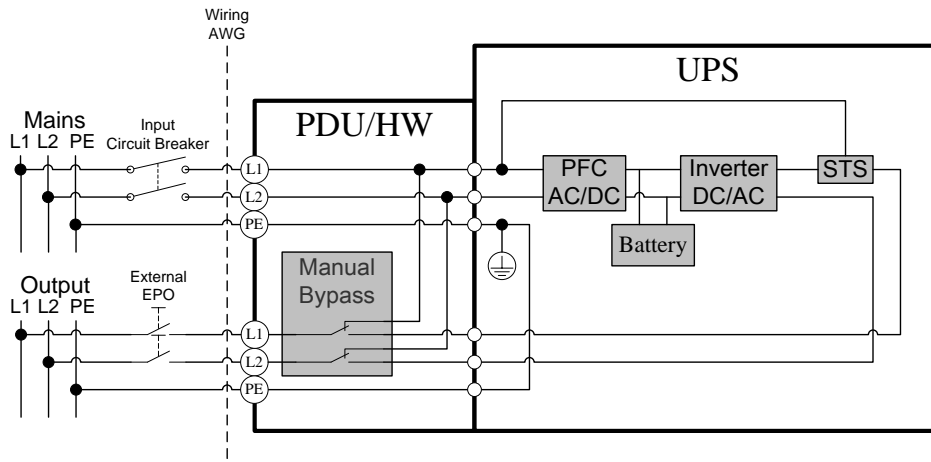 Wiring
AWG
UPS
PDU/HW
Mains
L1 L2 PE
Input
Circuit Breaker
L1
L2
PE
PFC
AC/DC
Inverter
DC/AC
STS
Battery
Manual
Bypass
Output
L1 L2 PE
External
EPO
L1
L2
PE